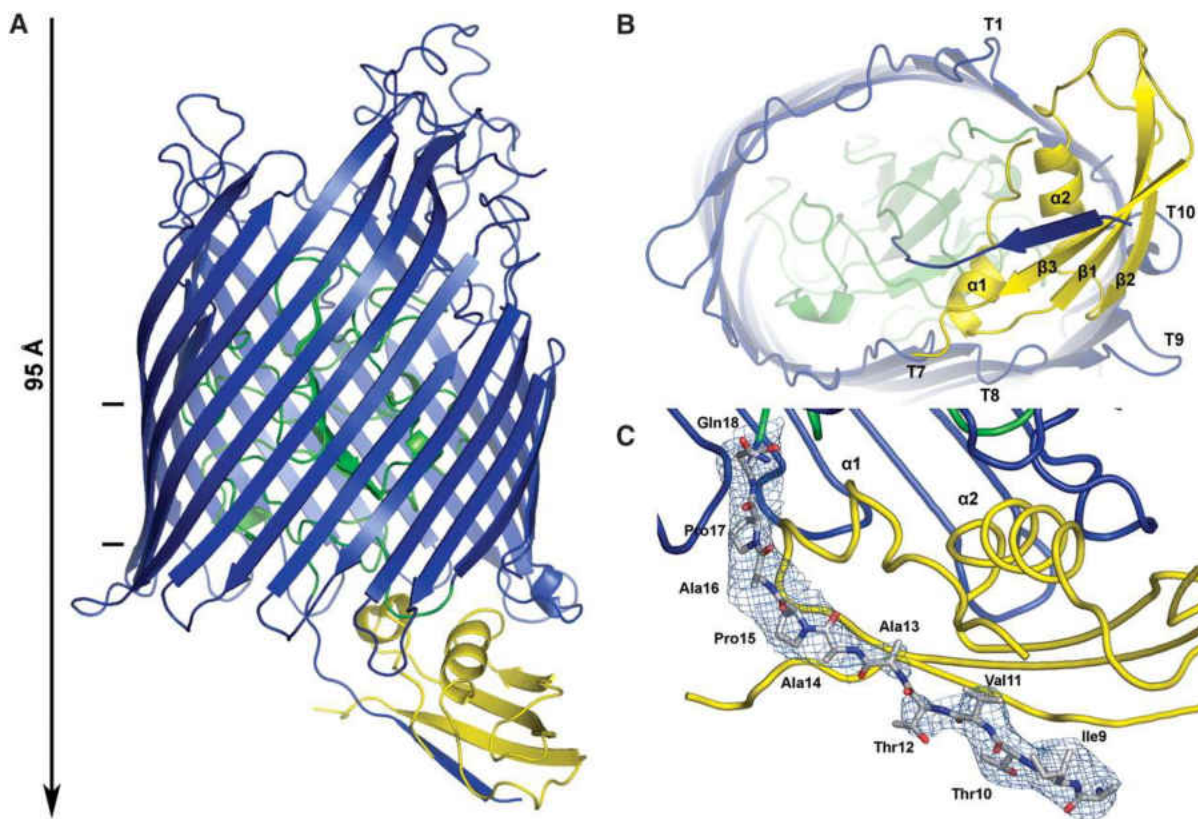 A
95 A
B
T1
α2
T10
β3
β1
β2
α1
T7
T8
T9
C
Gln18
α1
α2
Pro17
Ala16
Pro15
Ala13
Ala14
Val11
Thr12
Ile9
Thr10